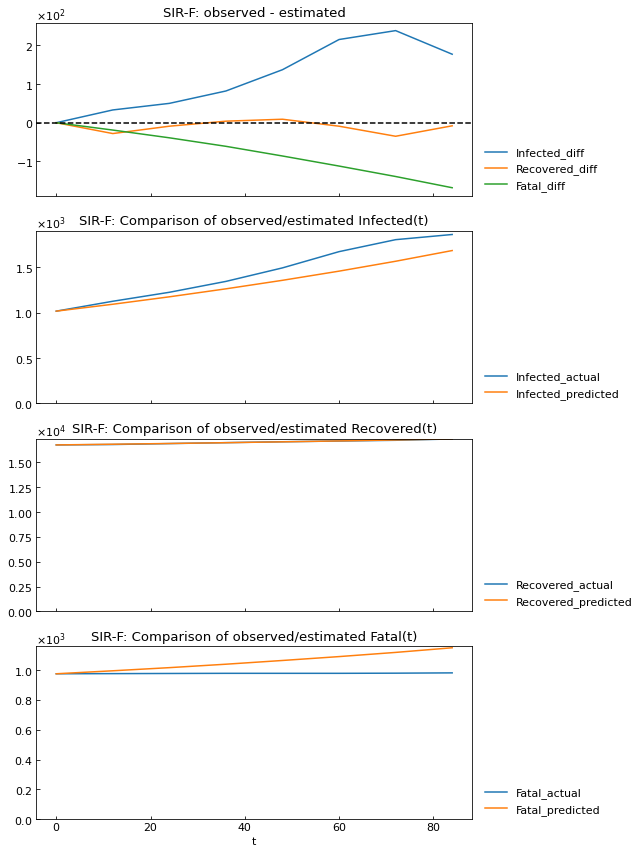 SIR-F: observed - estimated
×10²
2
1
0
−1
Infected_diff
Recovered_diff
Fatal_diff
SIR-F: Comparison of observed/estimated Infected(t)
×10³
1.5
1.0
0.5
0.0
Infected_actual
Infected_predicted
SIR-F: Comparison of observed/estimated Recovered(t)
×10⁴
1.50
1.25
1.00
0.75
0.50
0.25
0.00
Recovered_actual
Recovered_predicted
SIR-F: Comparison of observed/estimated Fatal(t)
×10³
1.0
0.8
0.6
0.4
0.2
0.0
Fatal_actual
Fatal_predicted
0 20 40 60 80
t